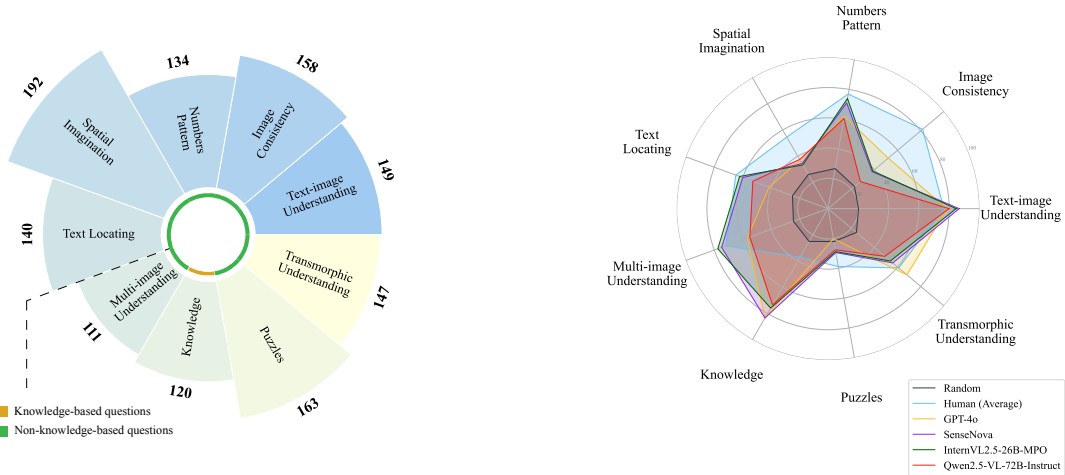 192
134
158
149
147
163
120
111
140
Spatial
Imagination
Numbers
Pattern
Image
Consistency
Text-image
Understanding
Transmorphic
Understanding
Puzzles
Knowledge
Multi-image
Understanding
Text Locating
Knowledge-based questions
Non-knowledge-based questions
Numbers
Pattern
Spatial
Imagination
Image
Consistency
Text
Locating
Text-image
Understanding
Multi-image
Understanding
Transmorphic
Understanding
Knowledge
Puzzles
80
100
Random
Human (Average)
GPT-4o
SenseNova
InternVL2.5-26B-MPO
Qwen2.5-VL-72B-Instruct